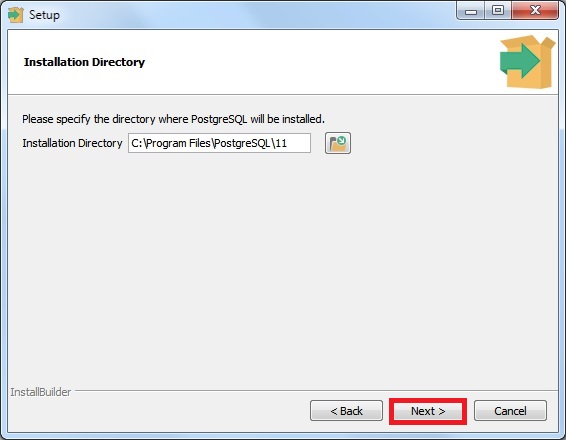 Setup
Installation Directory
Please specify the directory where PostgreSQL will be installed.
Installation Directory C:\Program Files\PostgreSQL\11
InstallBuilder
< Back Next > Cancel